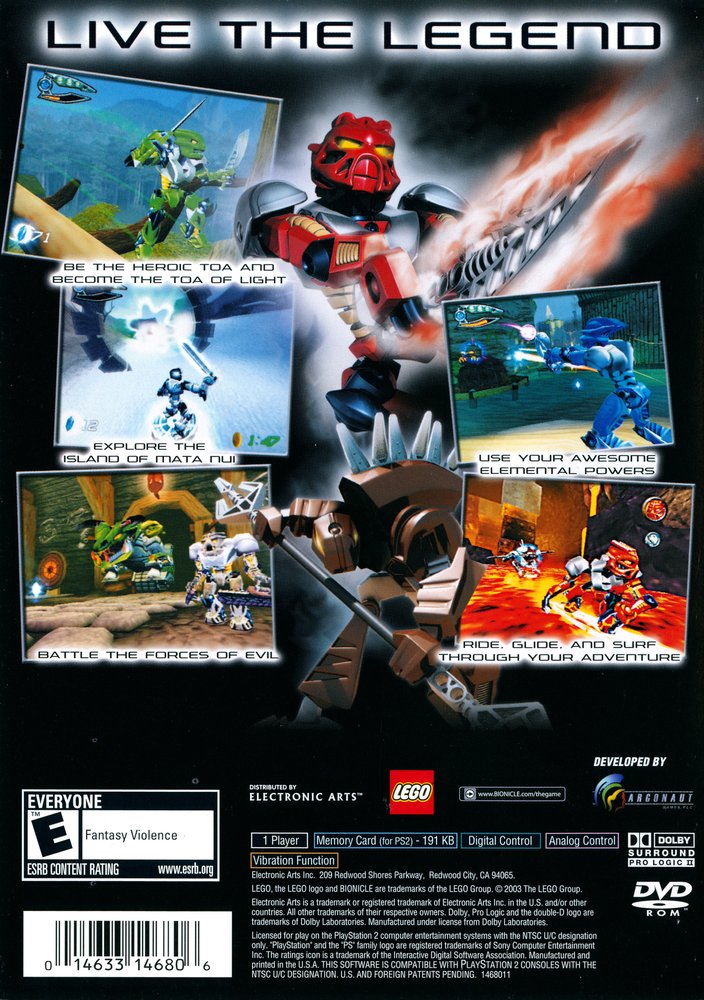 LIVE THE LEGEND
71
BE THE HEROIC TOA AND
BECOME THE TOA OF LIGHT
12
1:40
EXPLORE THE
ISLAND OF MATA NUI
USE YOUR AWESOME
ELEMENTAL POWERS
BATTLE THE FORCES OF EVIL
RIDE, GLIDE, AND SURF
THROUGH YOUR ADVENTURE
EVERYONE
TM
E
Fantasy Violence
ESRB CONTENT RATING www.esrb.org
DISTRIBUTED BY
ELECTRONIC ARTS™
LEGO
www.BIONICLE.com/thegame
DEVELOPED BY
ARGONAUT
GAMES, PLC
1 Player Memory Card (for PS2) - 191 KB Digital Control Analog Control
Vibration Function
DOLBY
SURROUND
PRO LOGIC II
DVD
ROM™
Electronic Arts Inc. 209 Redwood Shores Parkway, Redwood City, CA 94065.
LEGO, the LEGO logo and BIONICLE are trademarks of the LEGO Group. © 2003 The LEGO Group.
Electronic Arts is a trademark or registered trademark of Electronic Arts Inc. in the U.S. and/or other
countries. All other trademarks of their respective owners. Dolby, Pro Logic and the double-D logo are
trademarks of Dolby Laboratories. Manufactured under license from Dolby Laboratories.
Licensed for play on the PlayStation 2 computer entertainment systems with the NTSC U/C designation
only. "PlayStation" and the "PS" family logo are registered trademarks of Sony Computer Entertainment
Inc. The ratings icon is a trademark of the Interactive Digital Software Association. Manufactured and
printed in the U.S.A. THIS SOFTWARE IS COMPATIBLE WITH PLAYSTATION 2 CONSOLES WITH THE
NTSC U/C DESIGNATION. U.S. AND FOREIGN PATENTS PENDING. 1468011
0 14633 14680 6